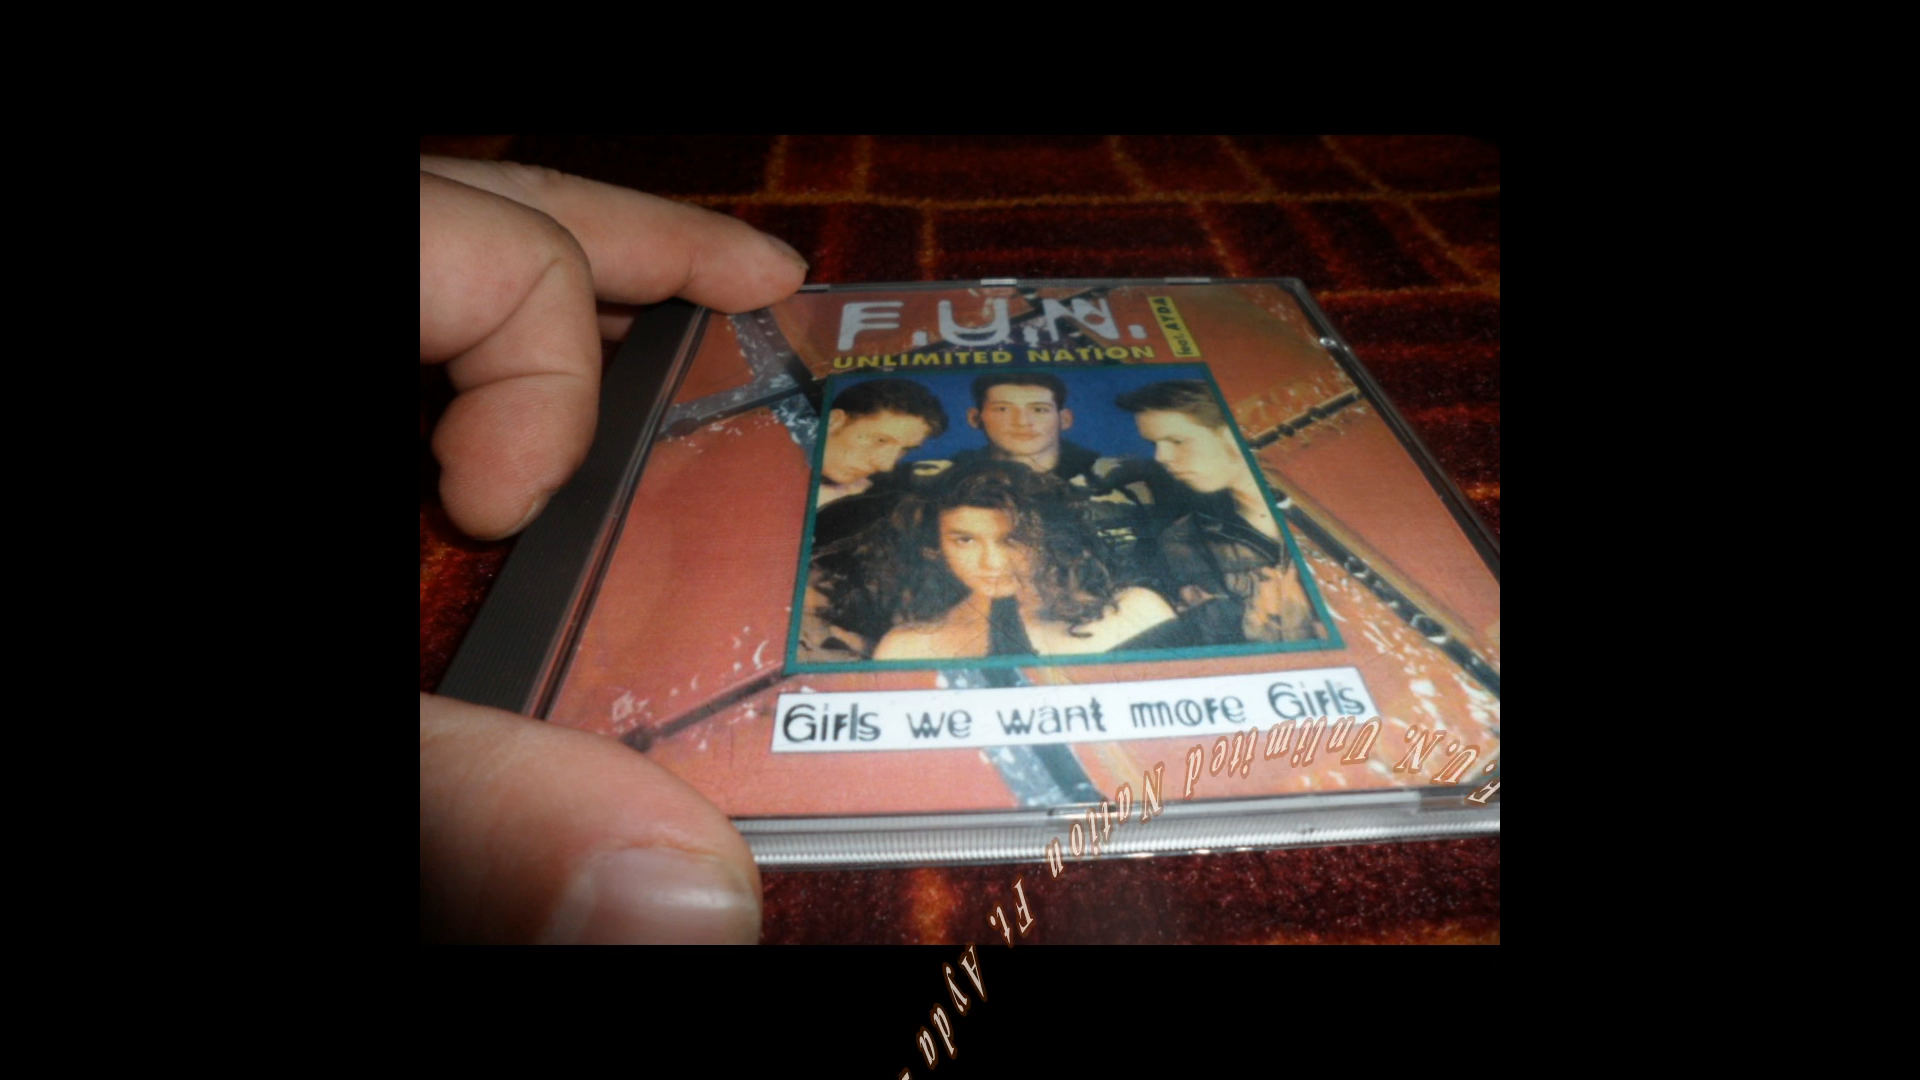 F.U.N.
feat. AYDA
UNLIMITED NATION
Girls we want more Girls
F.U.N. Unlimited Nation Ft. Ayda